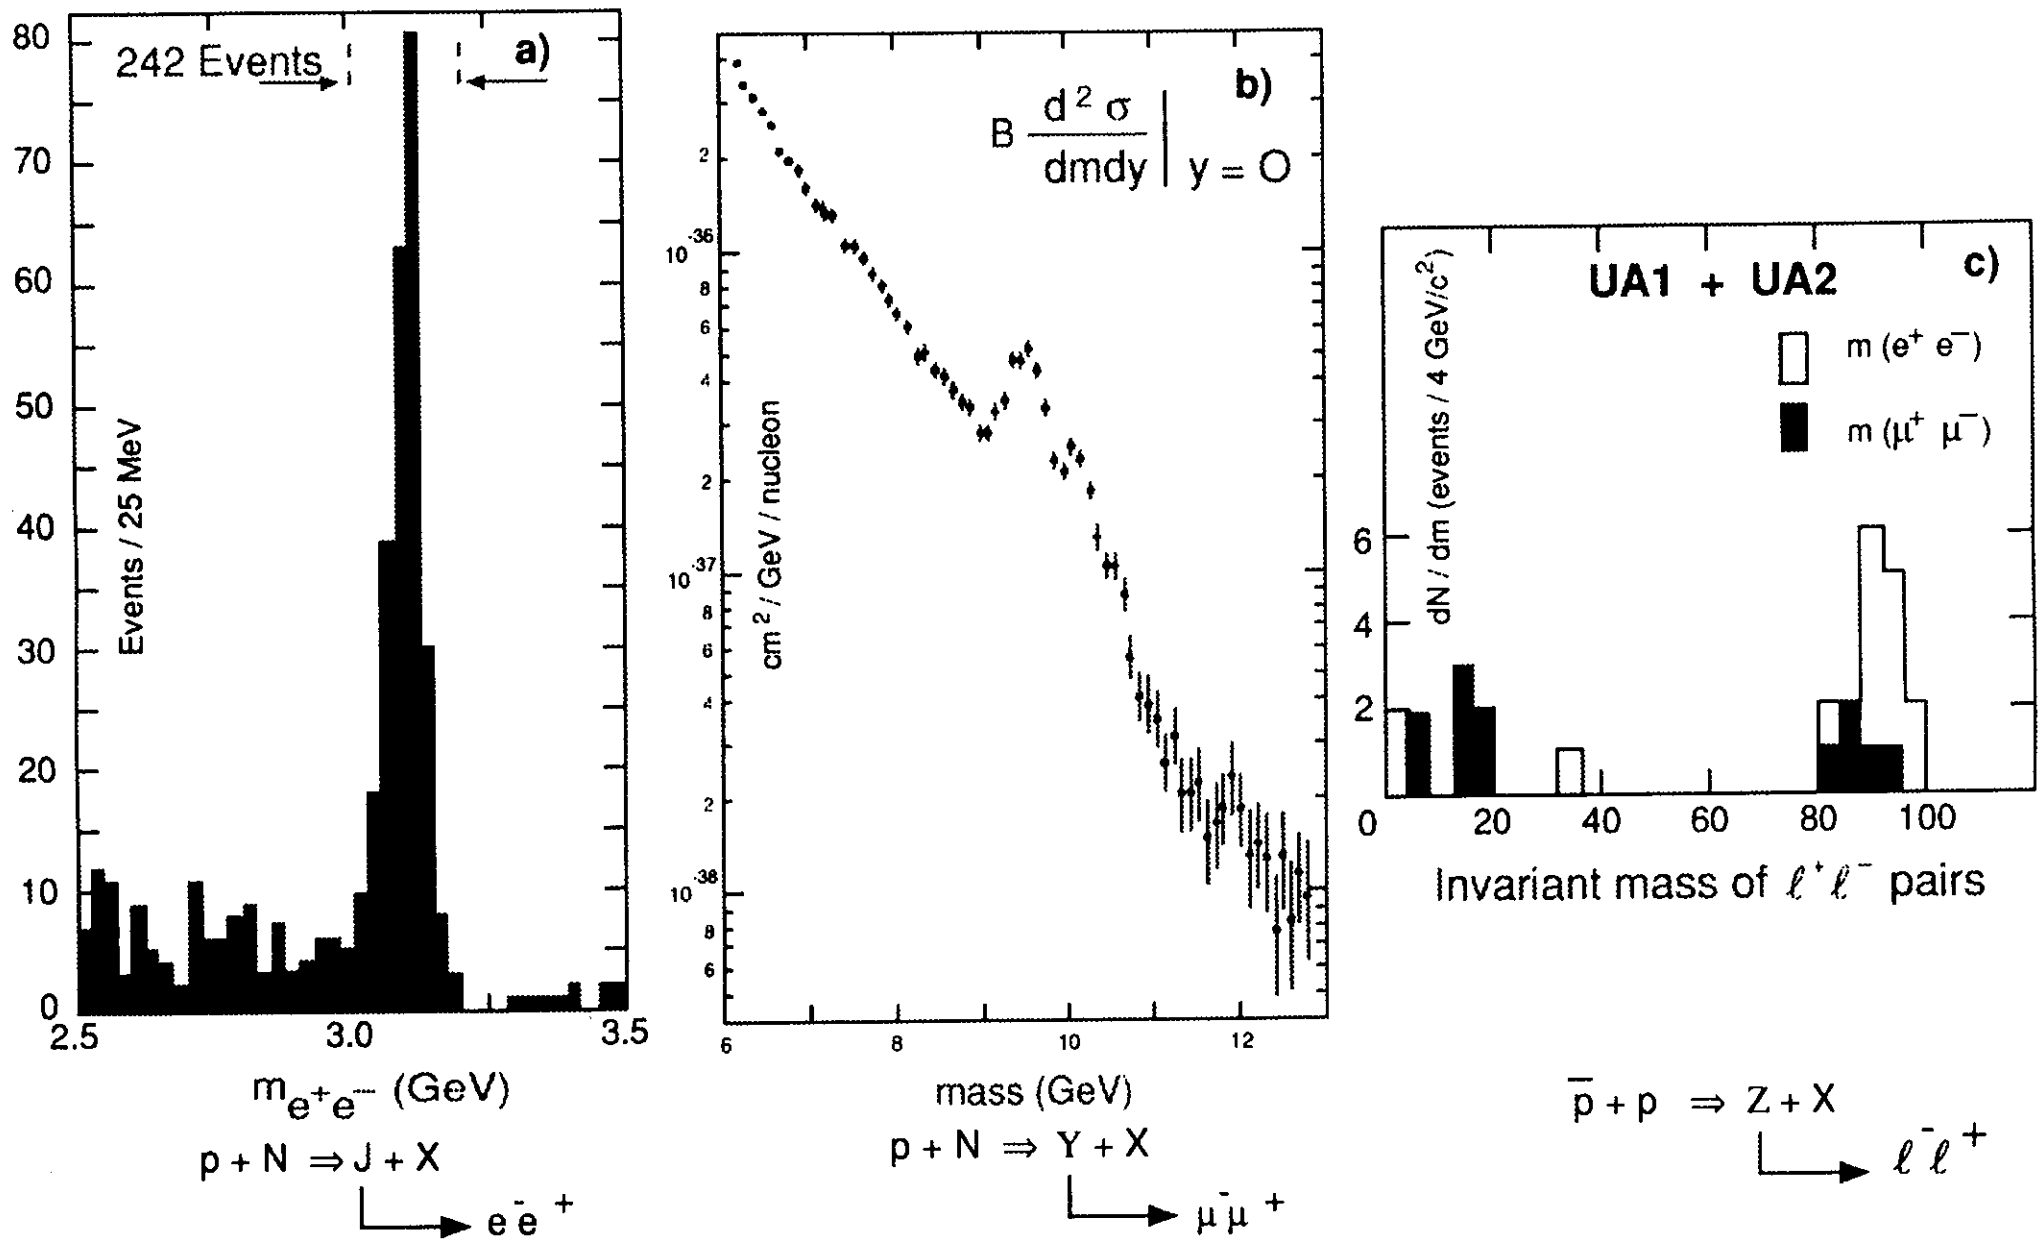 80
70
60
50
40
30
20
10
0
242 Events
a)
Events / 25 MeV
2.5
3.0
3.5
m e⁺e⁻ (GeV)
p + N ⇒ J + X
e⁻e⁺
b)
B d² σ / dmdy | y = O
2
10⁻³⁶
8
6
4
2
10⁻³⁷
8
6
4
2
10⁻³⁸
8
6
cm² / GeV / nucleon
6
8
10
12
mass (GeV)
p + N ⇒ Y + X
μ⁻μ⁺
c)
UA1 + UA2
m (e⁺ e⁻)
m (μ⁺ μ⁻)
dN / dm (events / 4 GeV/c²)
6
4
2
0
20
40
60
80
100
Invariant mass of ℓ⁺ℓ⁻ pairs
p̅ + p ⇒ Z + X
ℓ⁻ℓ⁺